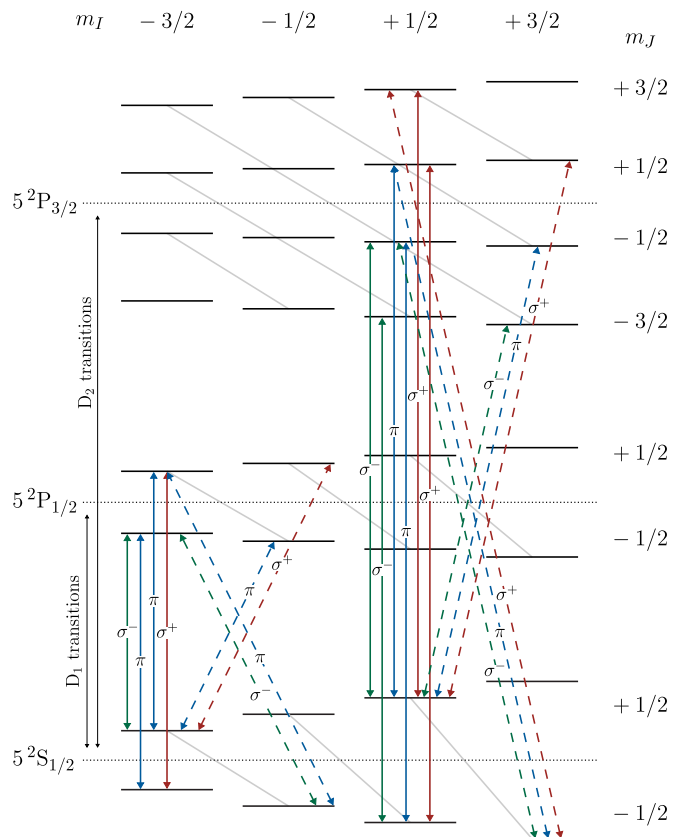 m_I − 3/2 − 1/2 + 1/2 + 3/2
m_J
+ 3/2
+ 1/2
5 ²P_{3/2}
− 1/2
− 3/2
+ 1/2
5 ²P_{1/2}
− 1/2
+ 1/2
5 ²S_{1/2}
− 1/2
D₂ transitions
D₁ transitions
σ⁻
π
π
σ⁺
π
σ⁺
π
σ⁻
σ⁻
σ⁻
π
π
σ⁺
σ⁺
σ⁺
π
σ⁻
σ⁺
π
σ⁻